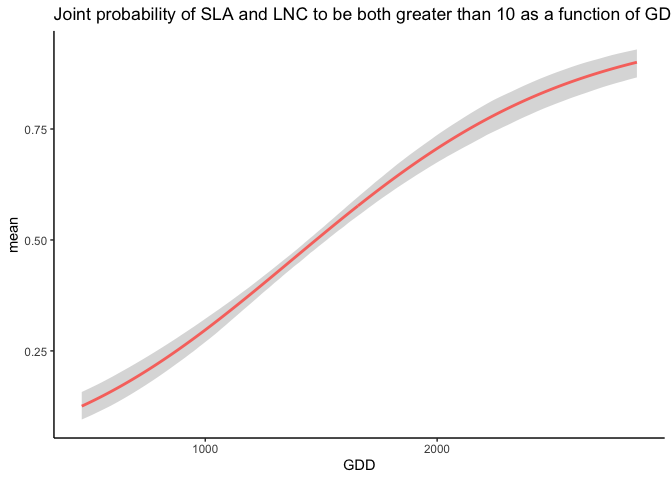 Joint probability of SLA and LNC to be both greater than 10 as a function of GD
0.75
0.50
0.25
mean
1000
2000
GDD